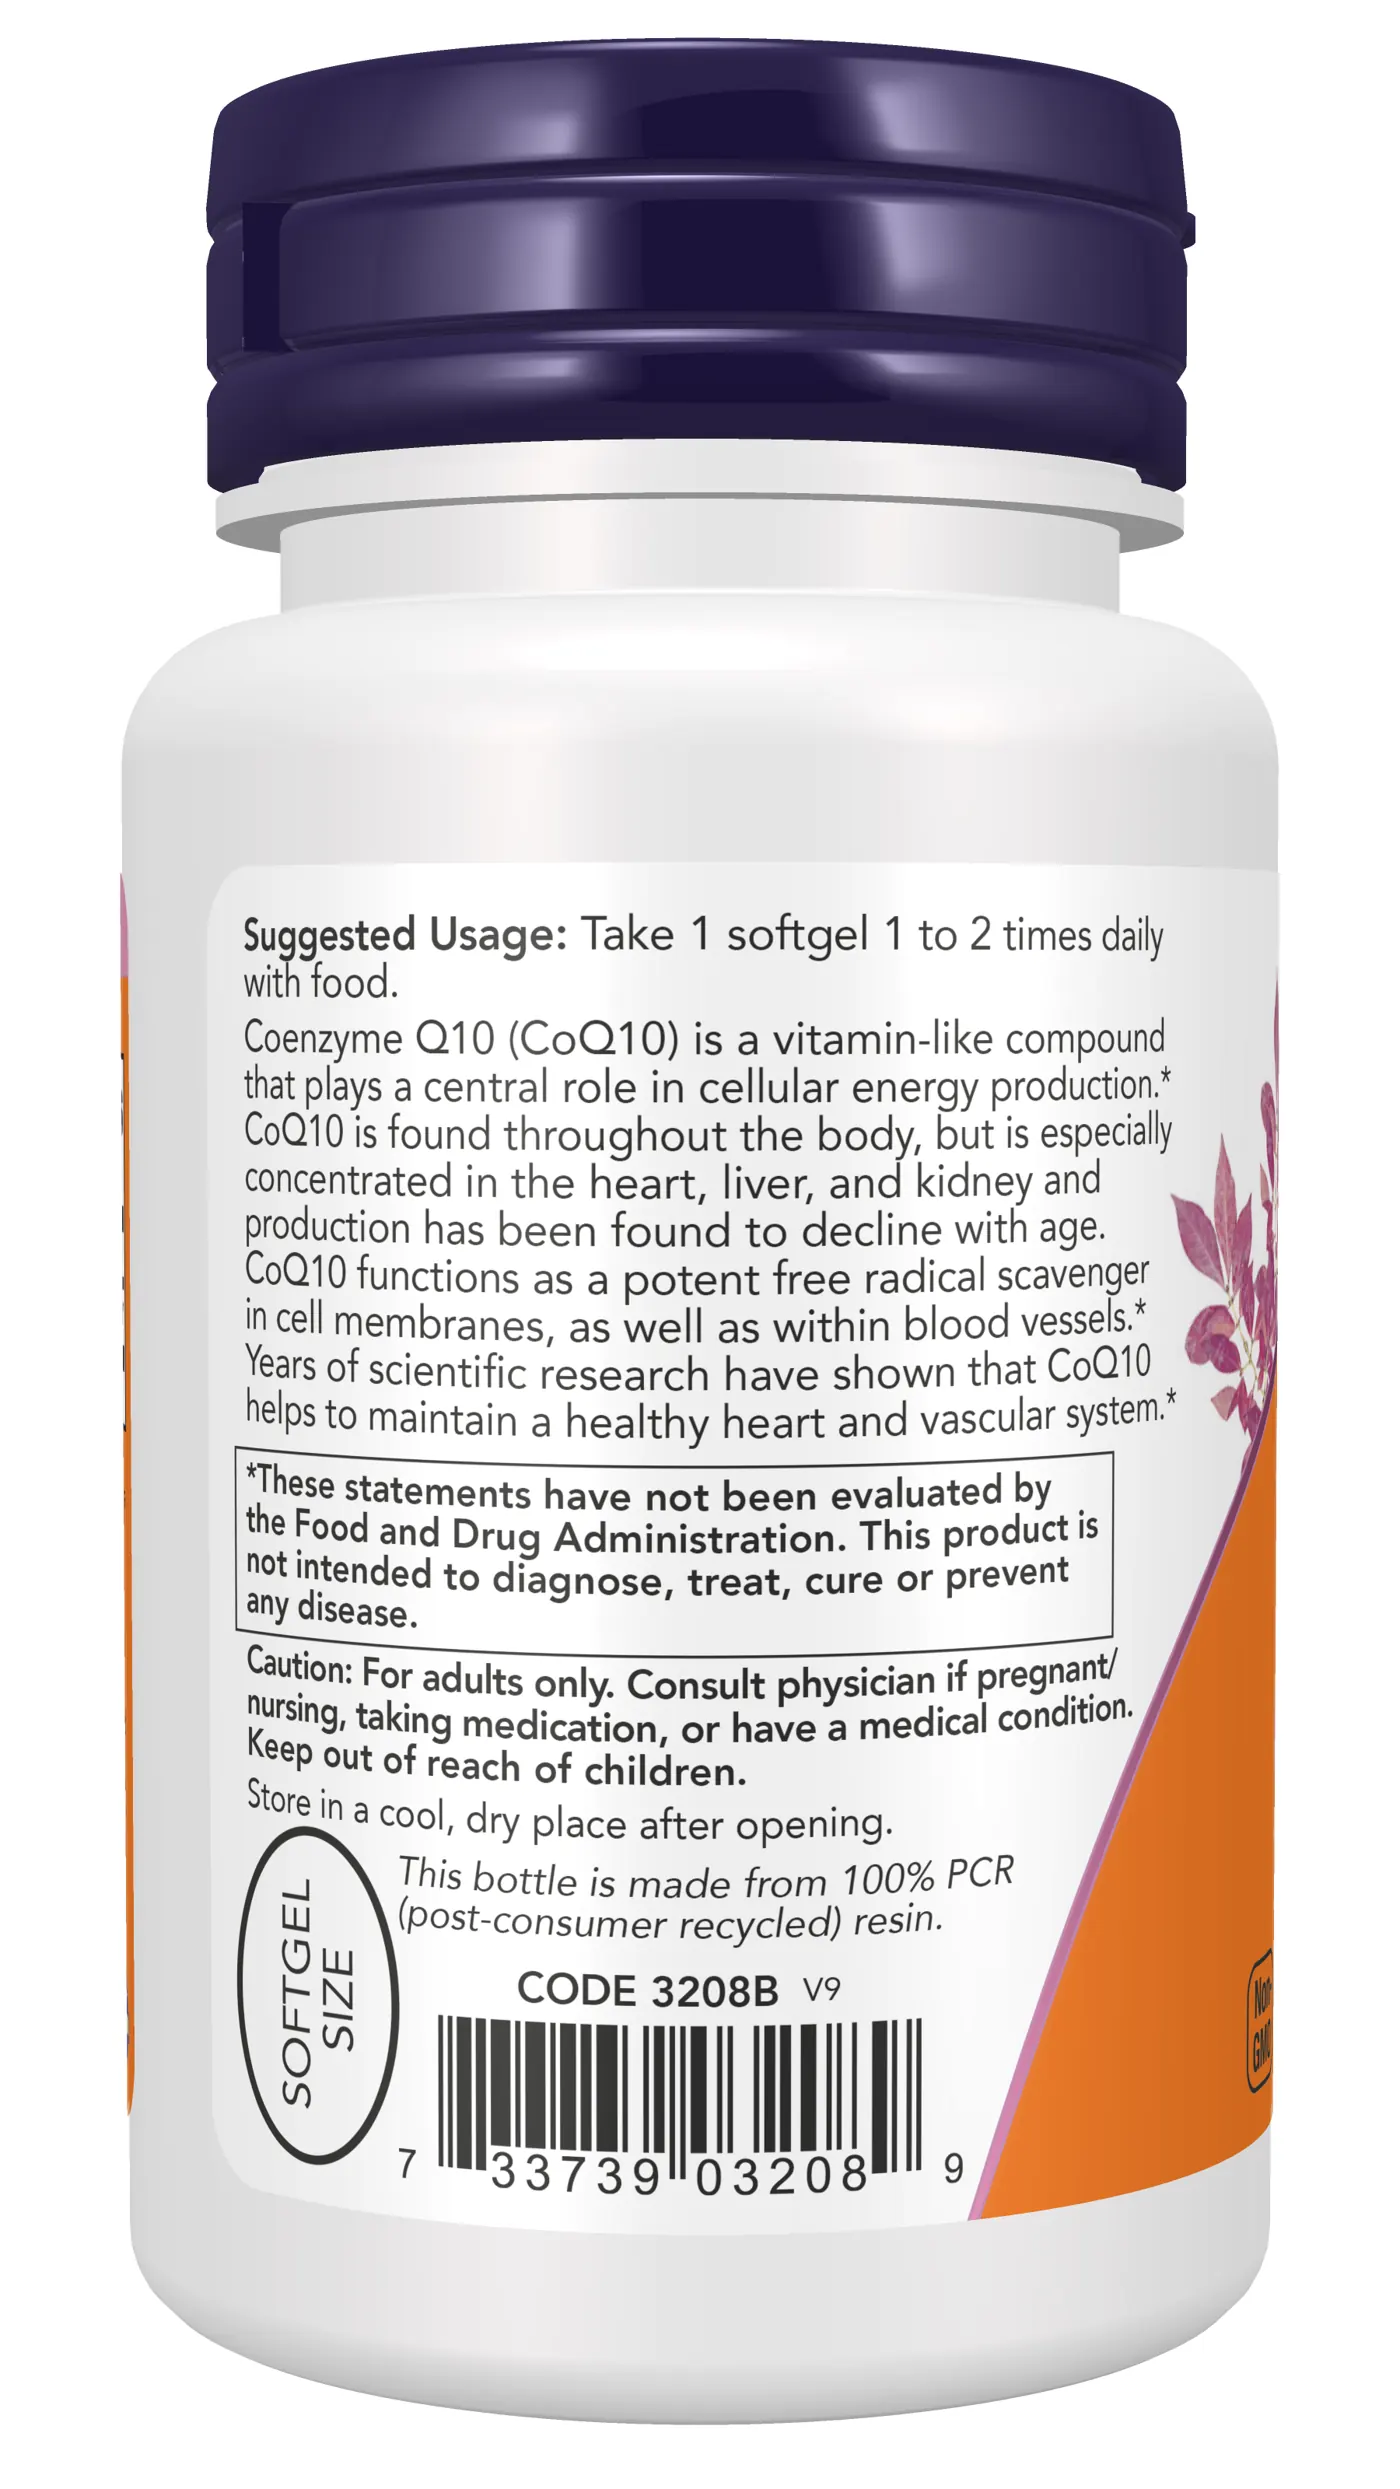 Suggested Usage: Take 1 softgel 1 to 2 times daily
with food.
Coenzyme Q10 (CoQ10) is a vitamin-like compound
that plays a central role in cellular energy production.*
CoQ10 is found throughout the body, but is especially
concentrated in the heart, liver, and kidney and
production has been found to decline with age.
CoQ10 functions as a potent free radical scavenger
in cell membranes, as well as within blood vessels.*
Years of scientific research have shown that CoQ10
helps to maintain a healthy heart and vascular system.*
*These statements have not been evaluated by
the Food and Drug Administration. This product is
not intended to diagnose, treat, cure or prevent
any disease.
Caution: For adults only. Consult physician if pregnant/
nursing, taking medication, or have a medical condition.
Keep out of reach of children.
Store in a cool, dry place after opening.
This bottle is made from 100% PCR
(post-consumer recycled) resin.
SOFTGEL
SIZE
CODE 3208B V9
7 33739 03208 9
Non-
GMO